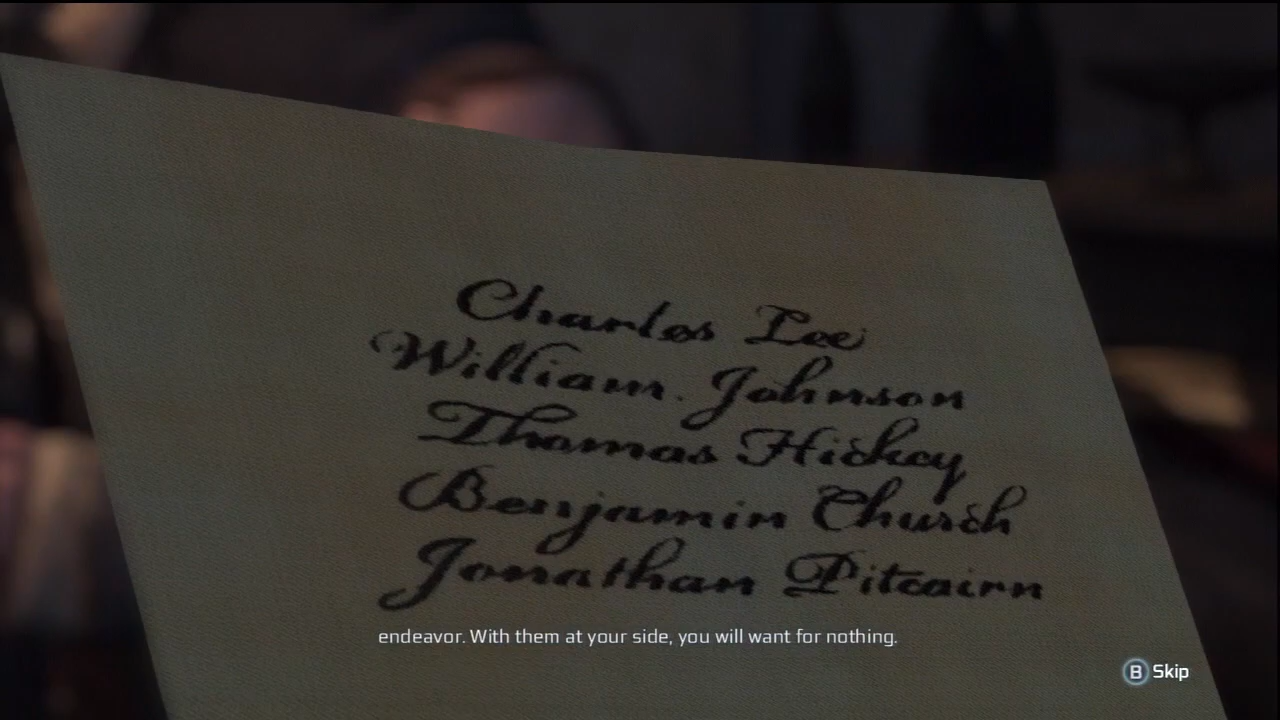 Charles Lee
William. Johnson
Thomas Hickey
Benjamin Church
Jonathan Pitcairn
endeavor. With them at your side, you will want for nothing.
B Skip